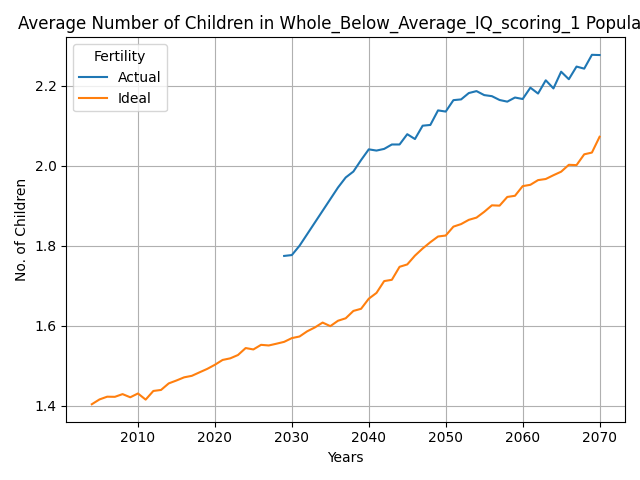 Average Number of Children in Whole_Below_Average_IQ_scoring_1 Popula
Fertility
Actual
Ideal
No. of Children
2.2
2.0
1.8
1.6
1.4
2010 2020 2030 2040 2050 2060 2070
Years